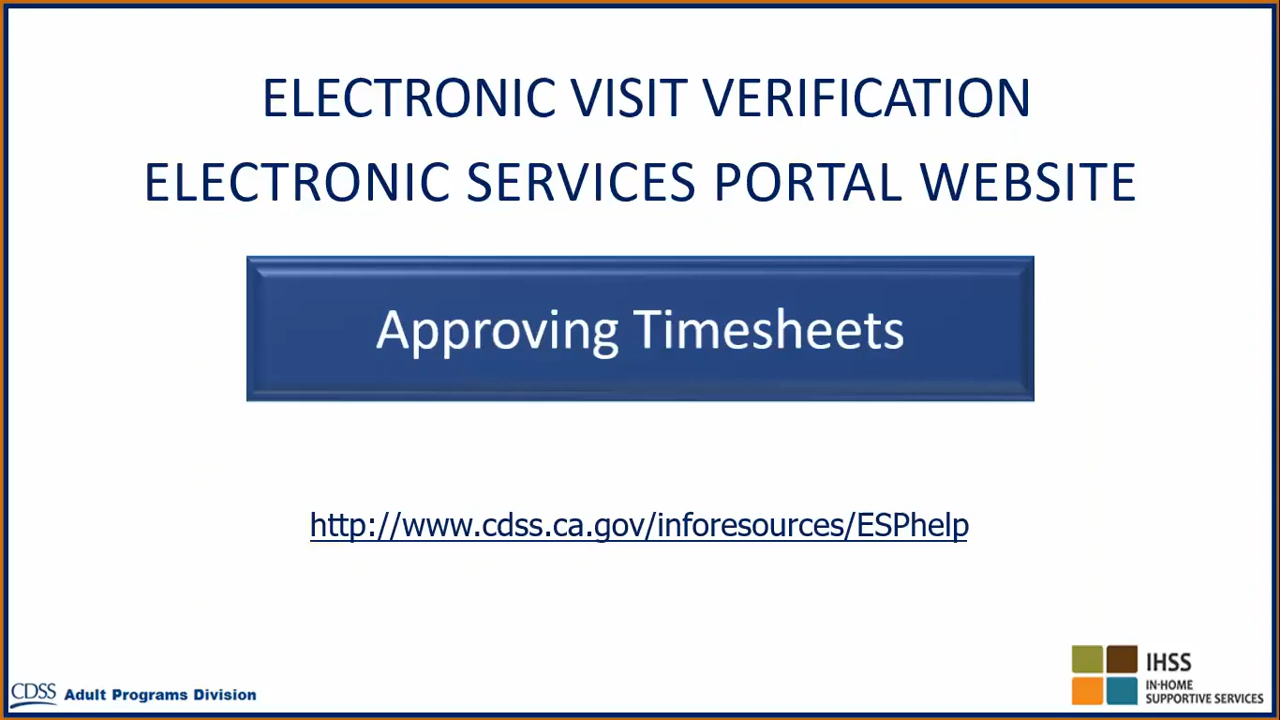 ELECTRONIC VISIT VERIFICATION
ELECTRONIC SERVICES PORTAL WEBSITE
Approving Timesheets
http://www.cdss.ca.gov/inforesources/ESPhelp
CDSS Adult Programs Division
IHSS
IN-HOME
SUPPORTIVE SERVICES